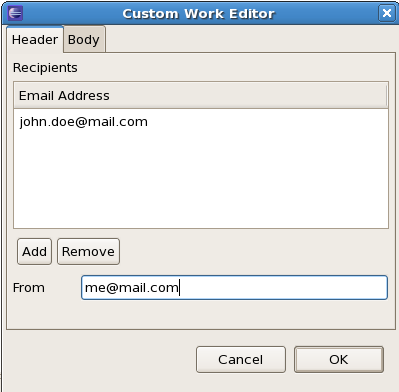 Custom Work Editor
Header Body
Recipients
Email Address
john.doe@mail.com
Add Remove
From me@mail.com
Cancel OK